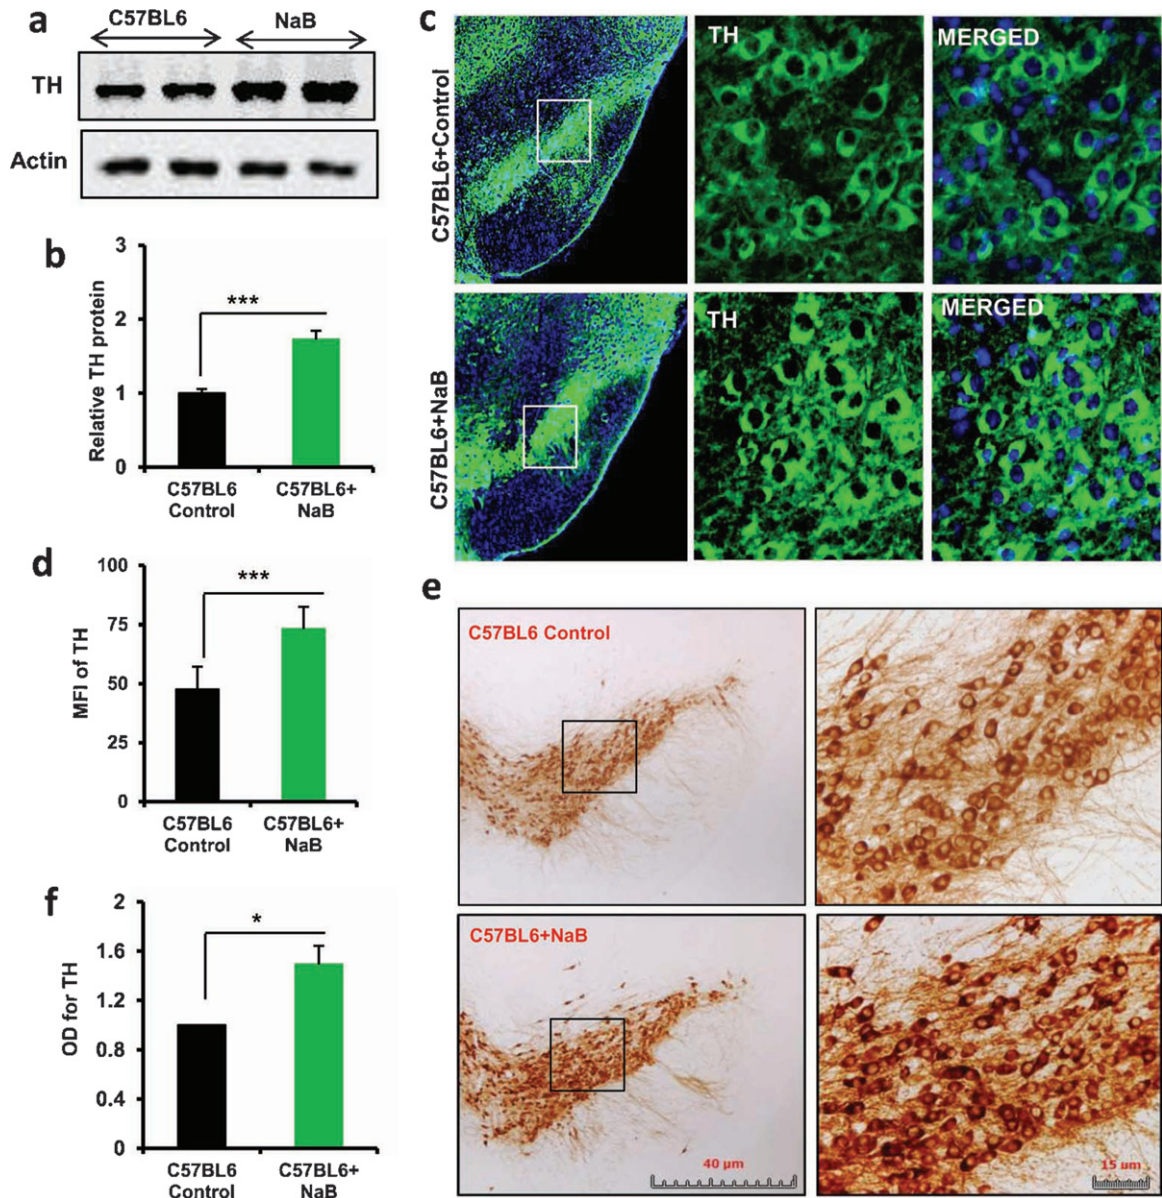 a
C57BL6
NaB
TH
Actin
b
Relative TH protein
3
2
1
0
***
C57BL6
Control
C57BL6+
NaB
c
C57BL6+Control
TH
MERGED
C57BL6+NaB
TH
MERGED
d
MFI of TH
100
75
50
25
0
***
C57BL6
Control
C57BL6+
NaB
e
C57BL6 Control
C57BL6+NaB
40 µm
15 µm
f
OD for TH
2
1.6
1.2
0.8
0.4
0
*
C57BL6
Control
C57BL6+
NaB